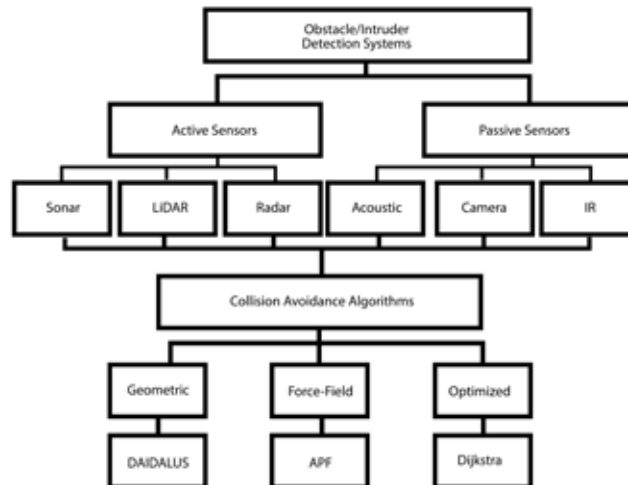 Obstacle/Intruder
Detection Systems
Active Sensors
Passive Sensors
Sonar
LiDAR
Radar
Acoustic
Camera
IR
Collision Avoidance Algorithms
Geometric
Force-Field
Optimized
DAIDALUS
APF
Dijkstra